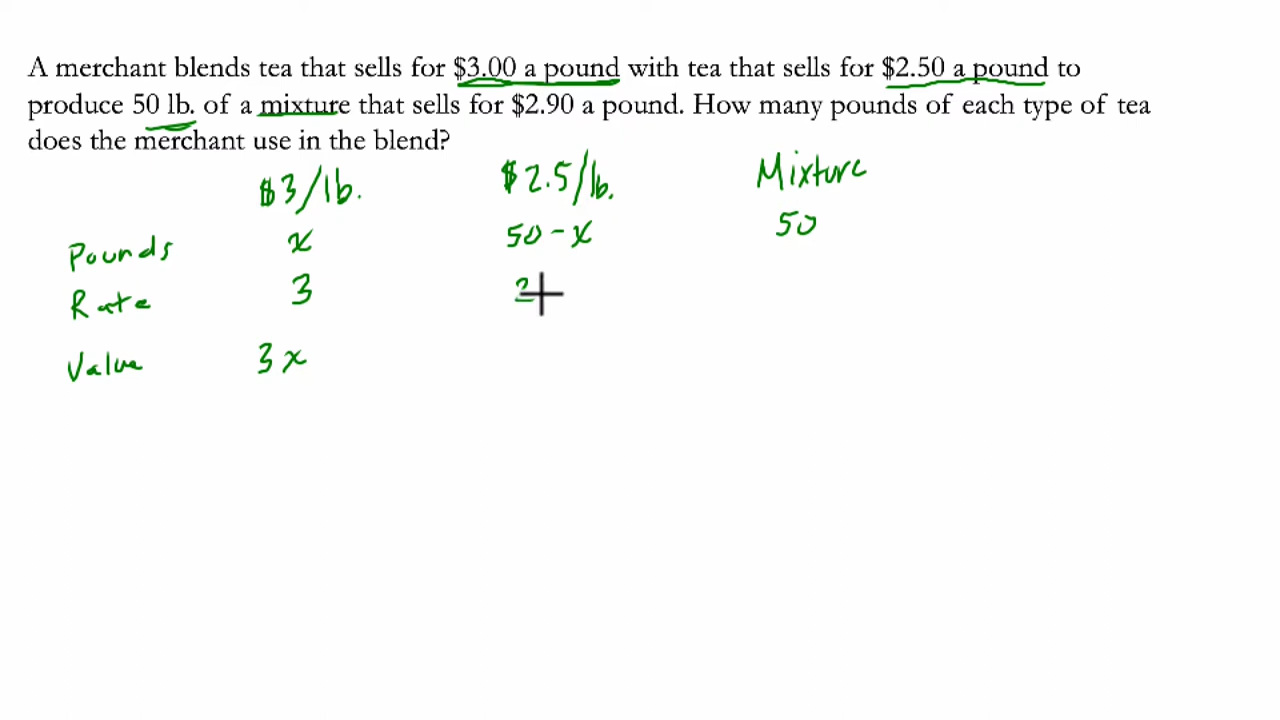 A merchant blends tea that sells for $3.00 a pound with tea that sells for $2.50 a pound to
produce 50 lb. of a mixture that sells for $2.90 a pound. How many pounds of each type of tea
does the merchant use in the blend?
$3/lb. $2.5/lb. Mixture
Pounds x 50 - x 50
Rate 3 2
Value 3x